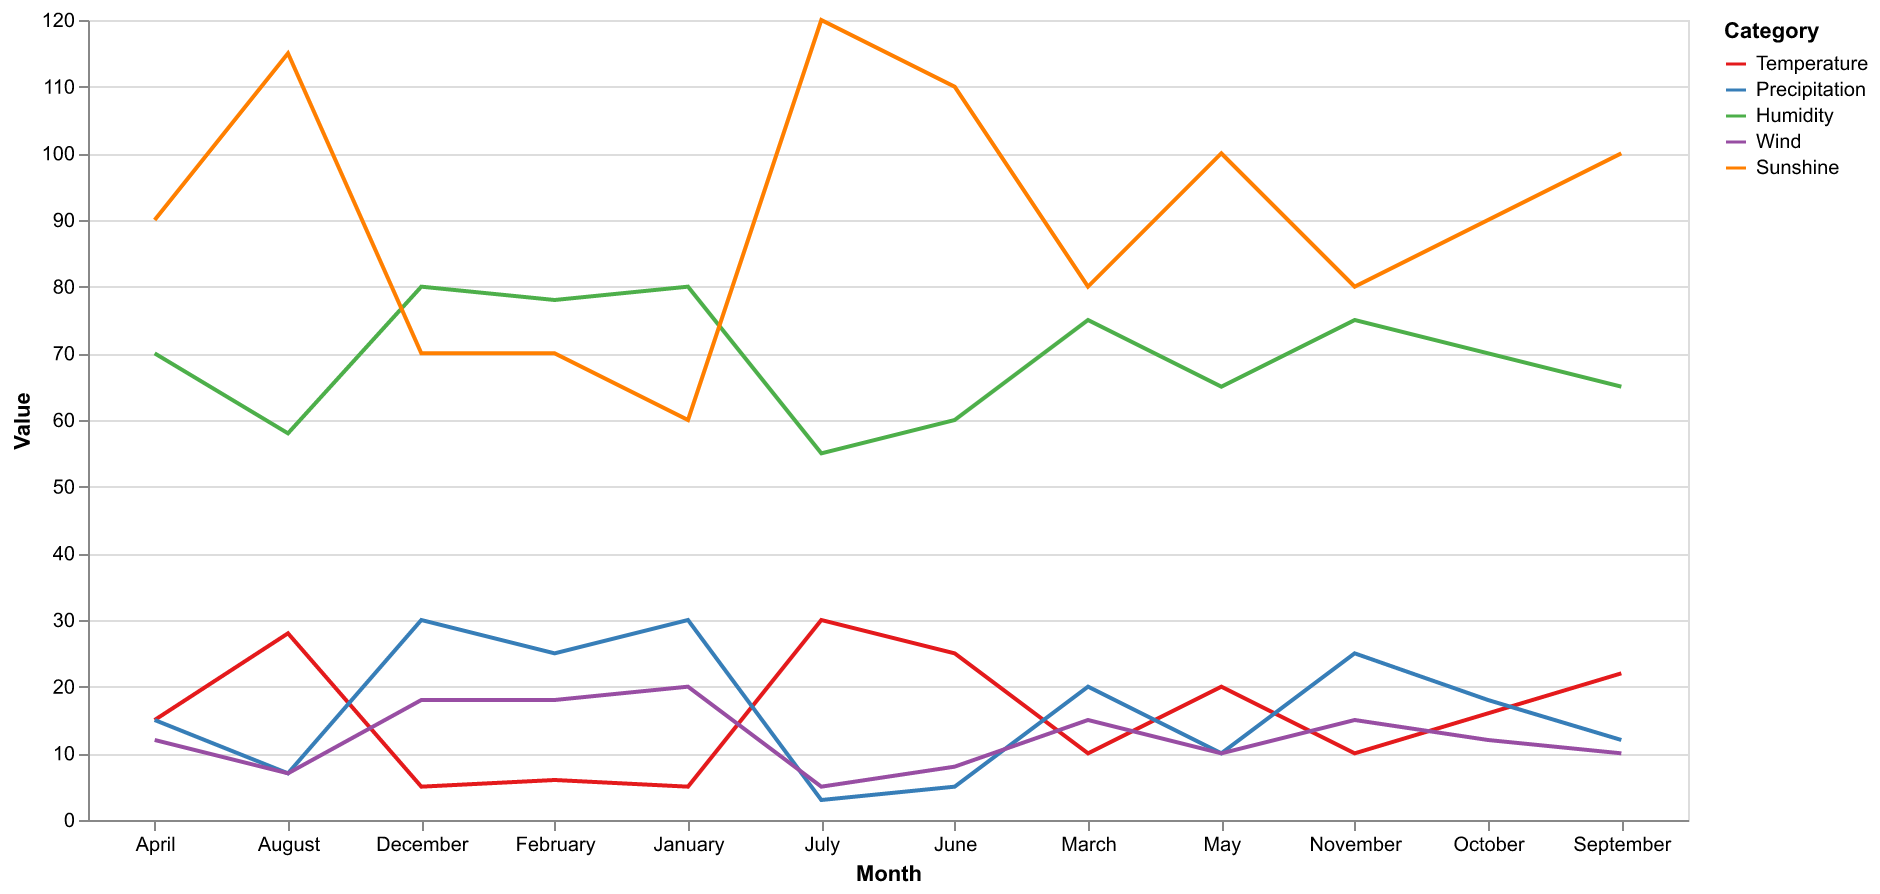 120
110
100
90
80
70
60
50
40
30
20
10
0
Value
April August December February January July June March May November October September
Month
Category
Temperature
Precipitation
Humidity
Wind
Sunshine